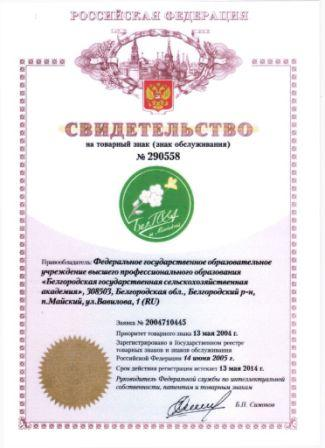 РОССИЙСКАЯ ФЕДЕРАЦИЯ
СВИДЕТЕЛЬСТВО
на товарный знак (знак обслуживания)
№ 290558
БелГСХА
Правообладатель: Федеральное государственное образовательное
учреждение высшего профессионального образования
«Белгородская государственная сельскохозяйственная
академия», 308503, Белгородская обл., Белгородский р-н,
п.Майский, ул.Вавилова, 1 (RU)
Заявка № 2004710445
Приоритет товарного знака 13 мая 2004 г.
Зарегистрировано в Государственном реестре
товарных знаков и знаков обслуживания
Российской Федерации 14 июня 2005 г.
Срок действия регистрации истекает 13 мая 2014 г.
Руководитель Федеральной службы по интеллектуальной
собственности, патентам и товарным знакам
Б.П. Симонов